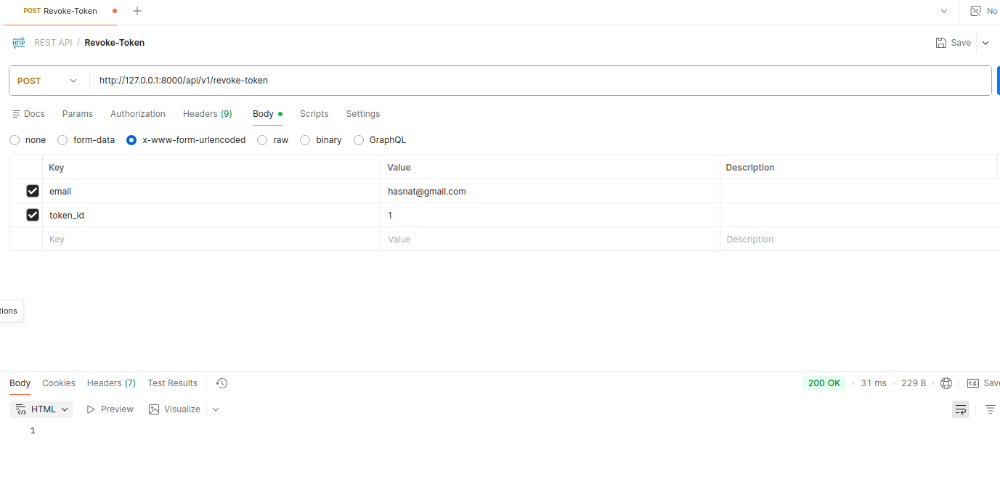 POST Revoke-Token
No
HTTP REST API / Revoke-Token Save
POST http://127.0.0.1:8000/api/v1/revoke-token
Docs Params Authorization Headers (9) Body Scripts Settings
none form-data x-www-form-urlencoded raw binary GraphQL
Key Value Description
email hasnat@gmail.com
token_id 1
Key Value Description
tions
Body Cookies Headers (7) Test Results 200 OK 31 ms 229 B e.g. Save
HTML Preview Visualize
1